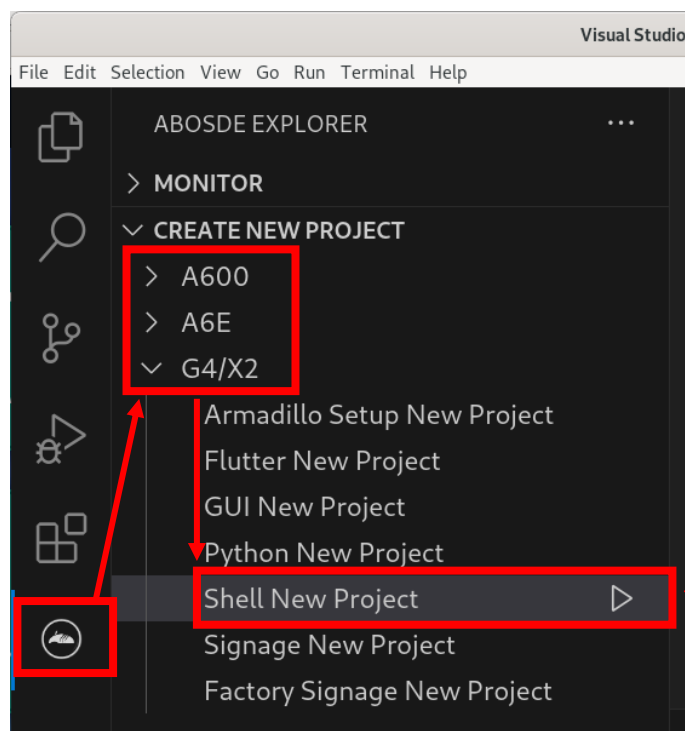 Visual Studio
File Edit Selection View Go Run Terminal Help
ABOSDE EXPLORER
MONITOR
CREATE NEW PROJECT
A600
A6E
G4/X2
Armadillo Setup New Project
Flutter New Project
GUI New Project
Python New Project
Shell New Project
Signage New Project
Factory Signage New Project